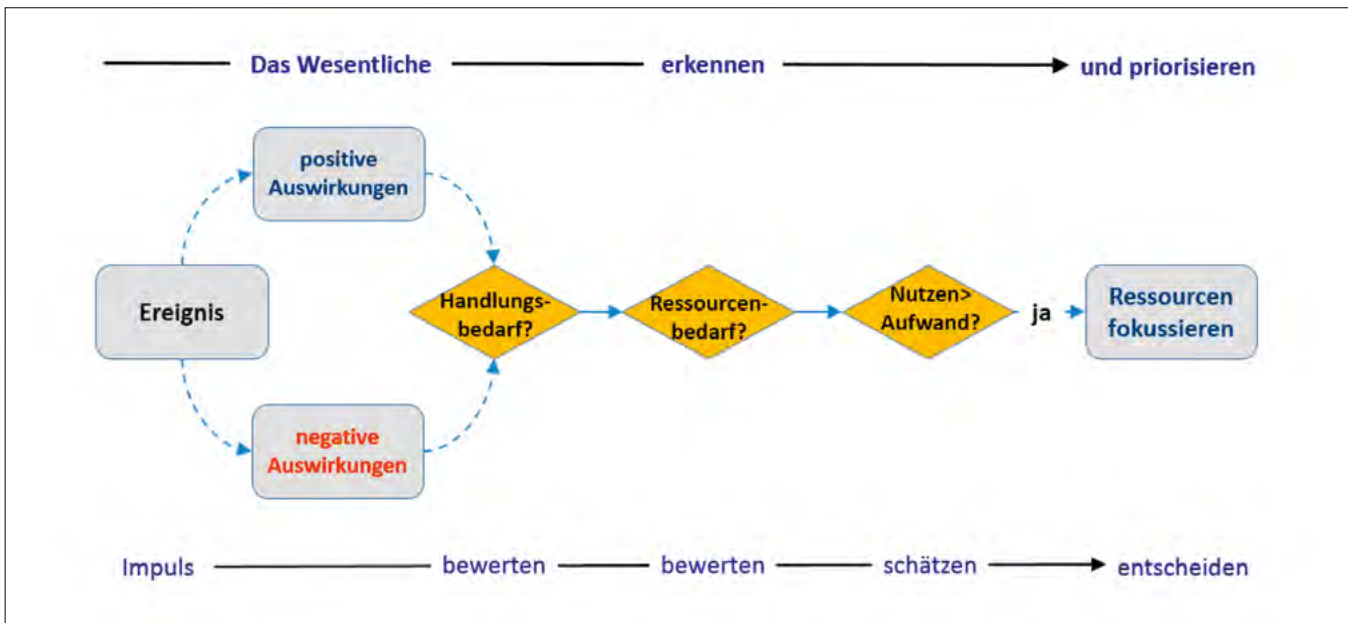 Das Wesentliche erkennen und priorisieren
positive
Auswirkungen
Ereignis
Handlungs-
bedarf?
Ressourcen-
bedarf?
Nutzen>
Aufwand?
ja
Ressourcen
fokussieren
negative
Auswirkungen
Impuls bewerten bewerten schätzen entscheiden